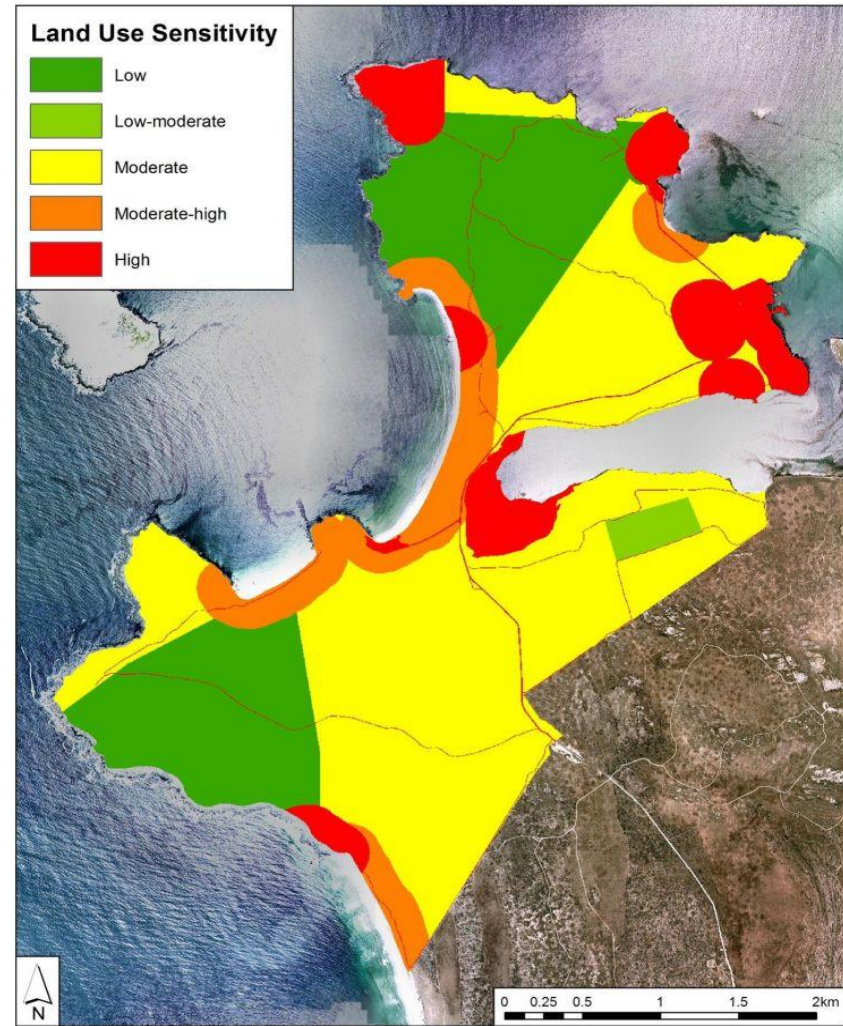 Land Use Sensitivity
Low
Low-moderate
Moderate
Moderate-high
High
N
0 0.25 0.5 1 1.5 2km